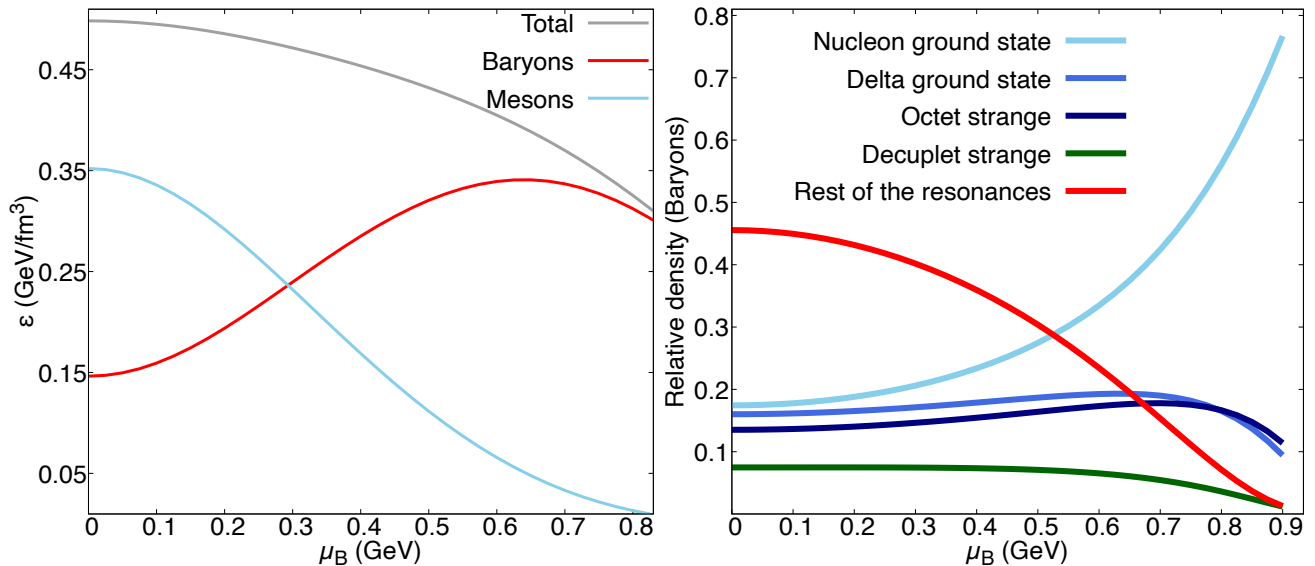 Total
Baryons
Mesons
0.45
0.35
0.25
0.15
0.05
ε (GeV/fm³)
0 0.1 0.2 0.3 0.4 0.5 0.6 0.7 0.8
μB (GeV)
Nucleon ground state
Delta ground state
Octet strange
Decuplet strange
Rest of the resonances
0.8
0.7
0.6
0.5
0.4
0.3
0.2
0.1
Relative density (Baryons)
0 0.1 0.2 0.3 0.4 0.5 0.6 0.7 0.8 0.9
μB (GeV)